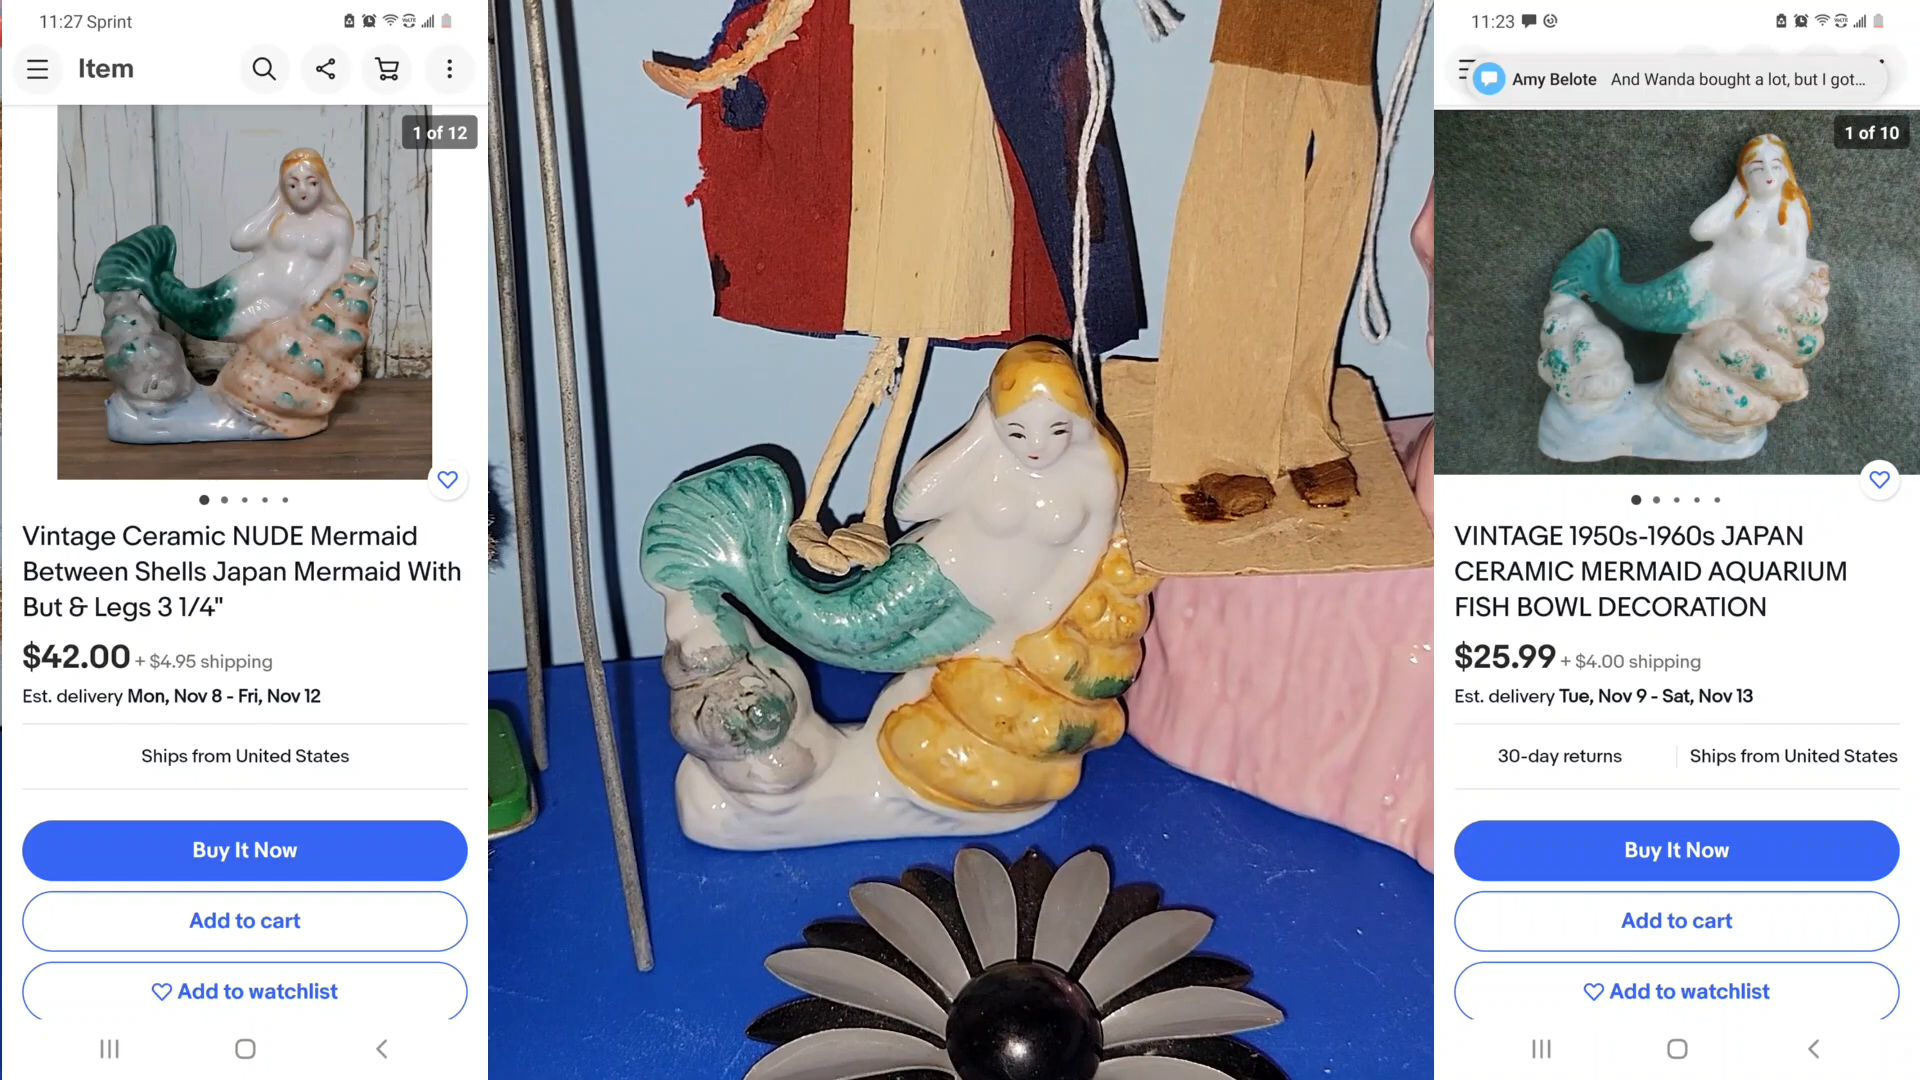 11:27 Sprint
Item
1 of 12
Vintage Ceramic NUDE Mermaid
Between Shells Japan Mermaid With
But & Legs 3 1/4"
$42.00 + $4.95 shipping
Est. delivery Mon, Nov 8 - Fri, Nov 12
Ships from United States
Buy It Now
Add to cart
Add to watchlist
11:23
Amy Belote And Wanda bought a lot, but I got...
1 of 10
VINTAGE 1950s-1960s JAPAN
CERAMIC MERMAID AQUARIUM
FISH BOWL DECORATION
$25.99 + $4.00 shipping
Est. delivery Tue, Nov 9 - Sat, Nov 13
30-day returns
Ships from United States
Buy It Now
Add to cart
Add to watchlist